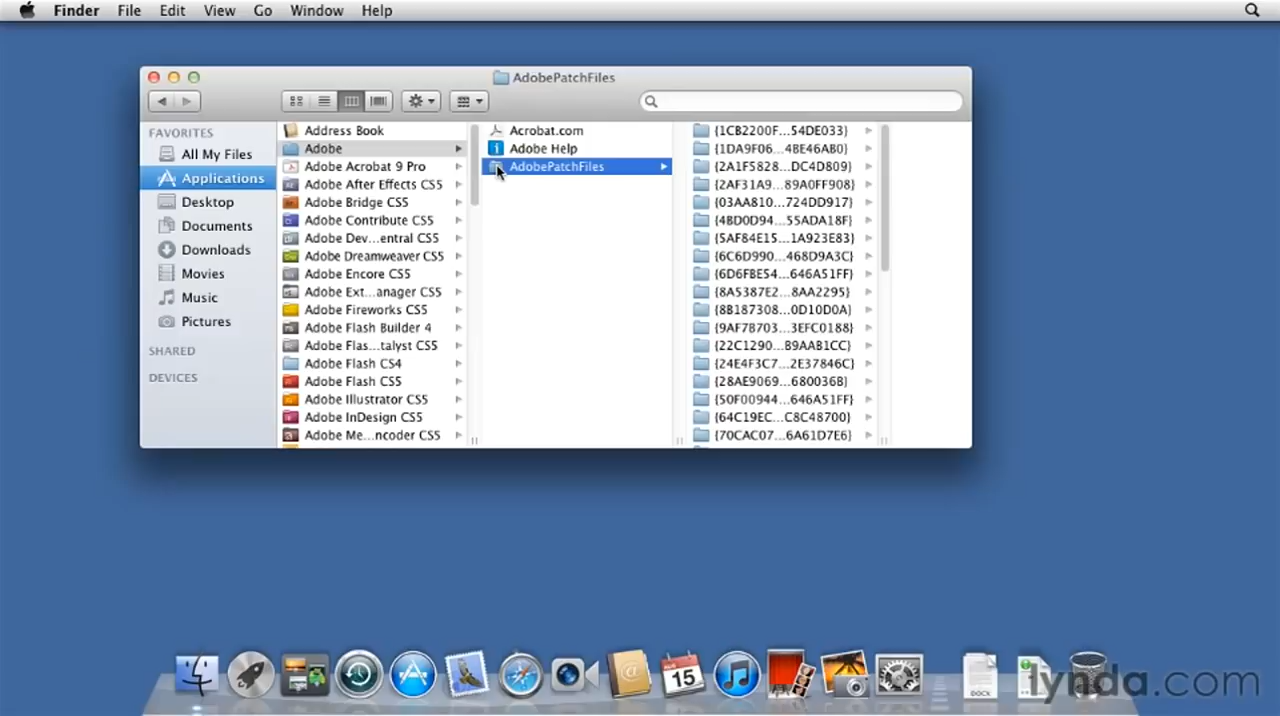 Finder File Edit View Go Window Help
AdobePatchFiles
FAVORITES
All My Files
Applications
Desktop
Documents
Downloads
Movies
Music
Pictures
SHARED
DEVICES
Address Book
Adobe
Adobe Acrobat 9 Pro
Adobe After Effects CS5
Adobe Bridge CS5
Adobe Contribute CS5
Adobe Dev...entral CS5
Adobe Dreamweaver CS5
Adobe Encore CS5
Adobe Ext...anager CS5
Adobe Fireworks CS5
Adobe Flash Builder 4
Adobe Flas...talyst CS5
Adobe Flash CS4
Adobe Flash CS5
Adobe Illustrator CS5
Adobe InDesign CS5
Adobe Me...ncoder CS5
Acrobat.com
Adobe Help
AdobePatchFiles
{1CB2200F...54DE033}
{1DA9F06...4BE46AB0}
{2A1F5828...DC4D809}
{2AF31A9...89A0FF908}
{03AA810...724DD917}
{4BD0D94...55ADA18F}
{5AF84E15...1A923E83}
{6C6D990...468D9A3C}
{6D6FBE54...646A51FF}
{8A5387E2...8AA2295}
{8B187308...0D10D0A}
{9AF78703...3EFC0188}
{22C1290...B9AAB1CC}
{24E4F3C7...2E37846C}
{28AE9069...680036B}
{50F00944...646A51FF}
{64C19EC...C8C48700}
{70CAC07...6A61D7E6}
AUG
15
DOCX
lynda.com